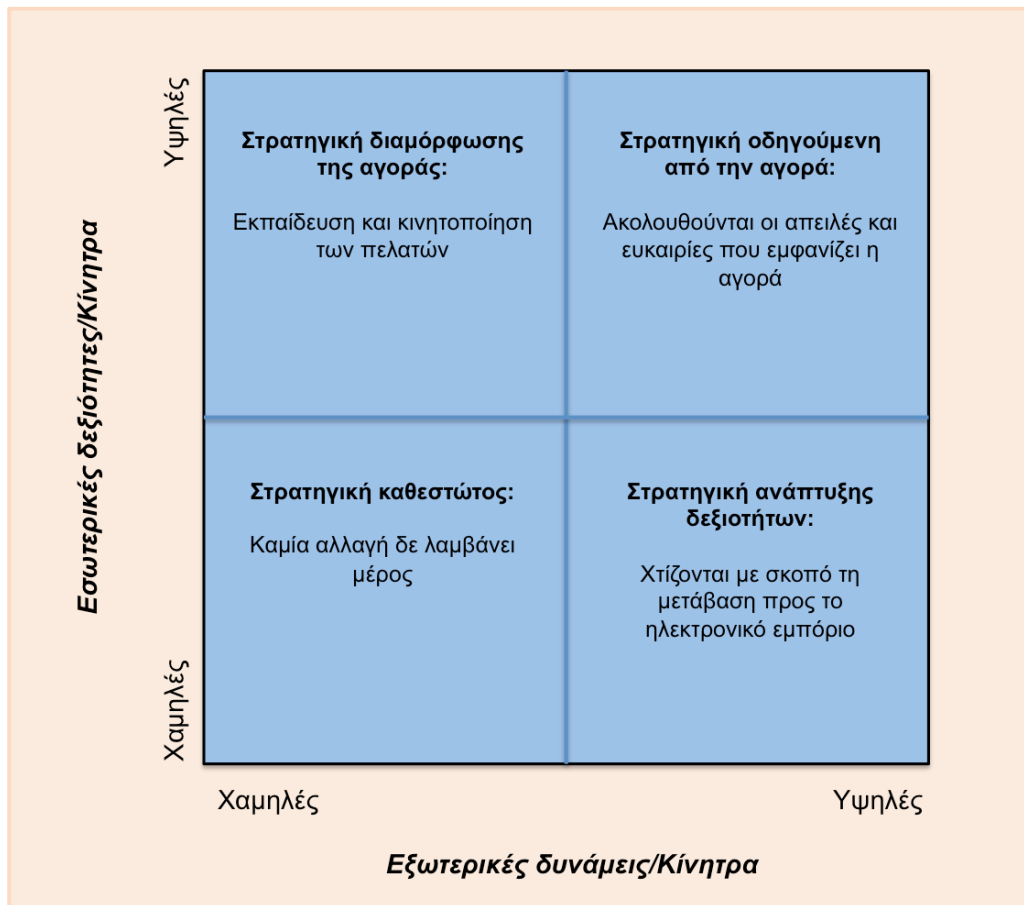 Υψηλές
Στρατηγική διαμόρφωσης
της αγοράς:
Εκπαίδευση και κινητοποίηση
των πελατών
Στρατηγική οδηγούμενη
από την αγορά:
Ακολουθούνται οι απειλές και
ευκαιρίες που εμφανίζει η
αγορά
Εσωτερικές δεξιότητες/Κίνητρα
Στρατηγική καθεστώτος:
Καμία αλλαγή δε λαμβάνει
μέρος
Στρατηγική ανάπτυξης
δεξιοτήτων:
Χτίζονται με σκοπό τη
μετάβαση προς το
ηλεκτρονικό εμπόριο
Χαμηλές
Χαμηλές
Υψηλές
Εξωτερικές δυνάμεις/Κίνητρα